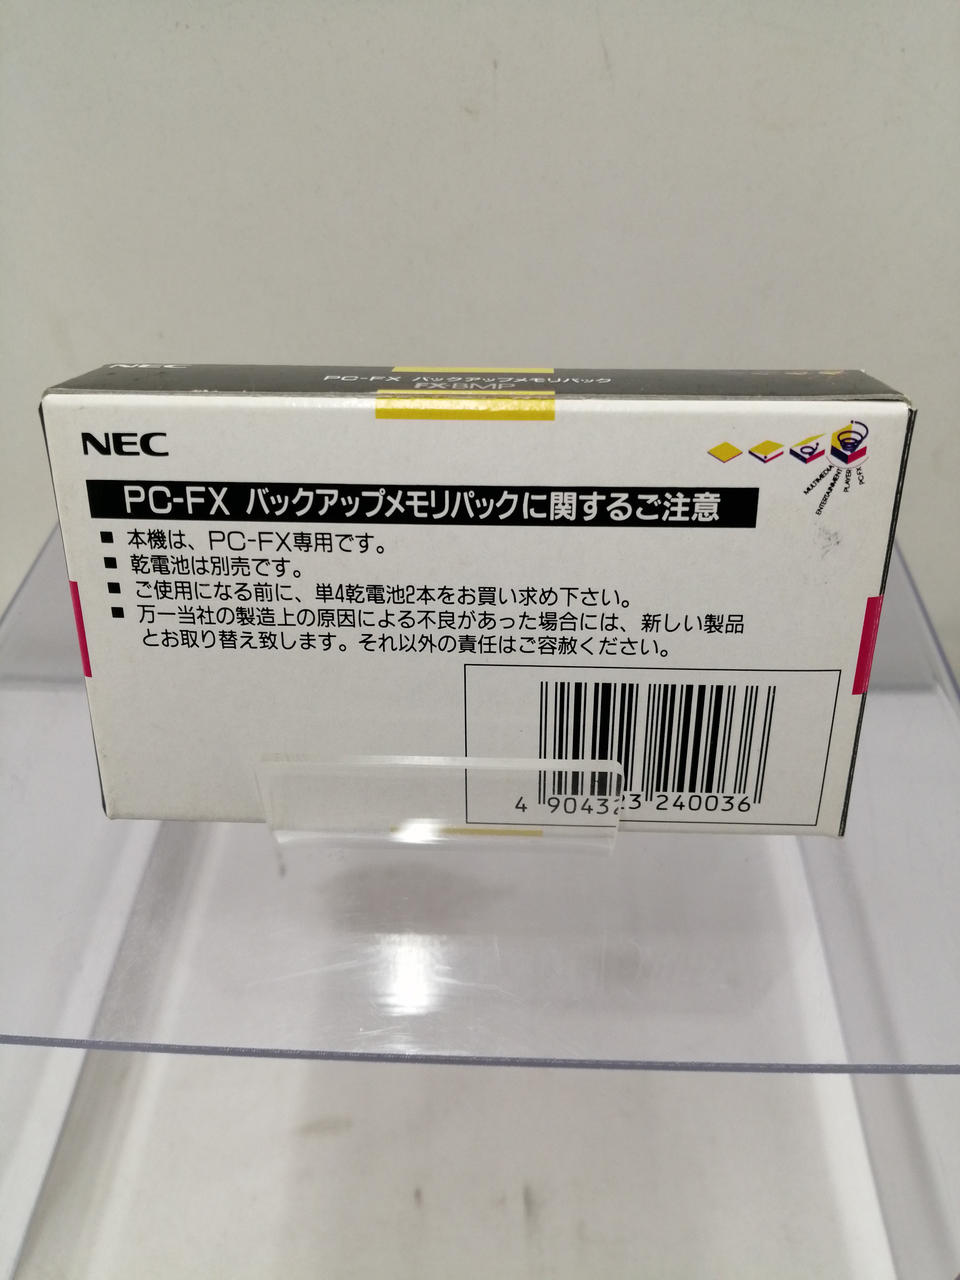 NEC
PC-FX バックアップメモリパック
FX-BMP
NEC
MULTIMEDIA
ENTERTAINMENT
PLAYER
PC-FX
PC-FX バックアップメモリパックに関するご注意
■ 本機は、PC-FX専用です。
■ 乾電池は別売です。
■ ご使用になる前に、単4乾電池2本をお買い求め下さい。
■ 万一当社の製造上の原因による不良があった場合には、新しい製品
とお取り替え致します。それ以外の責任はご容赦ください。
4 904323 240036